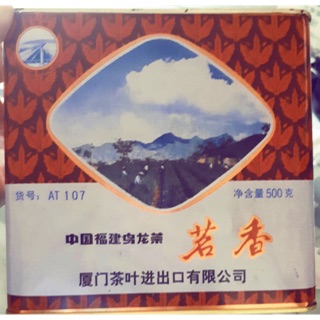 货号：AT 107
净含量500克
中国福建乌龙茶
茗香
厦门茶叶进出口有限公司